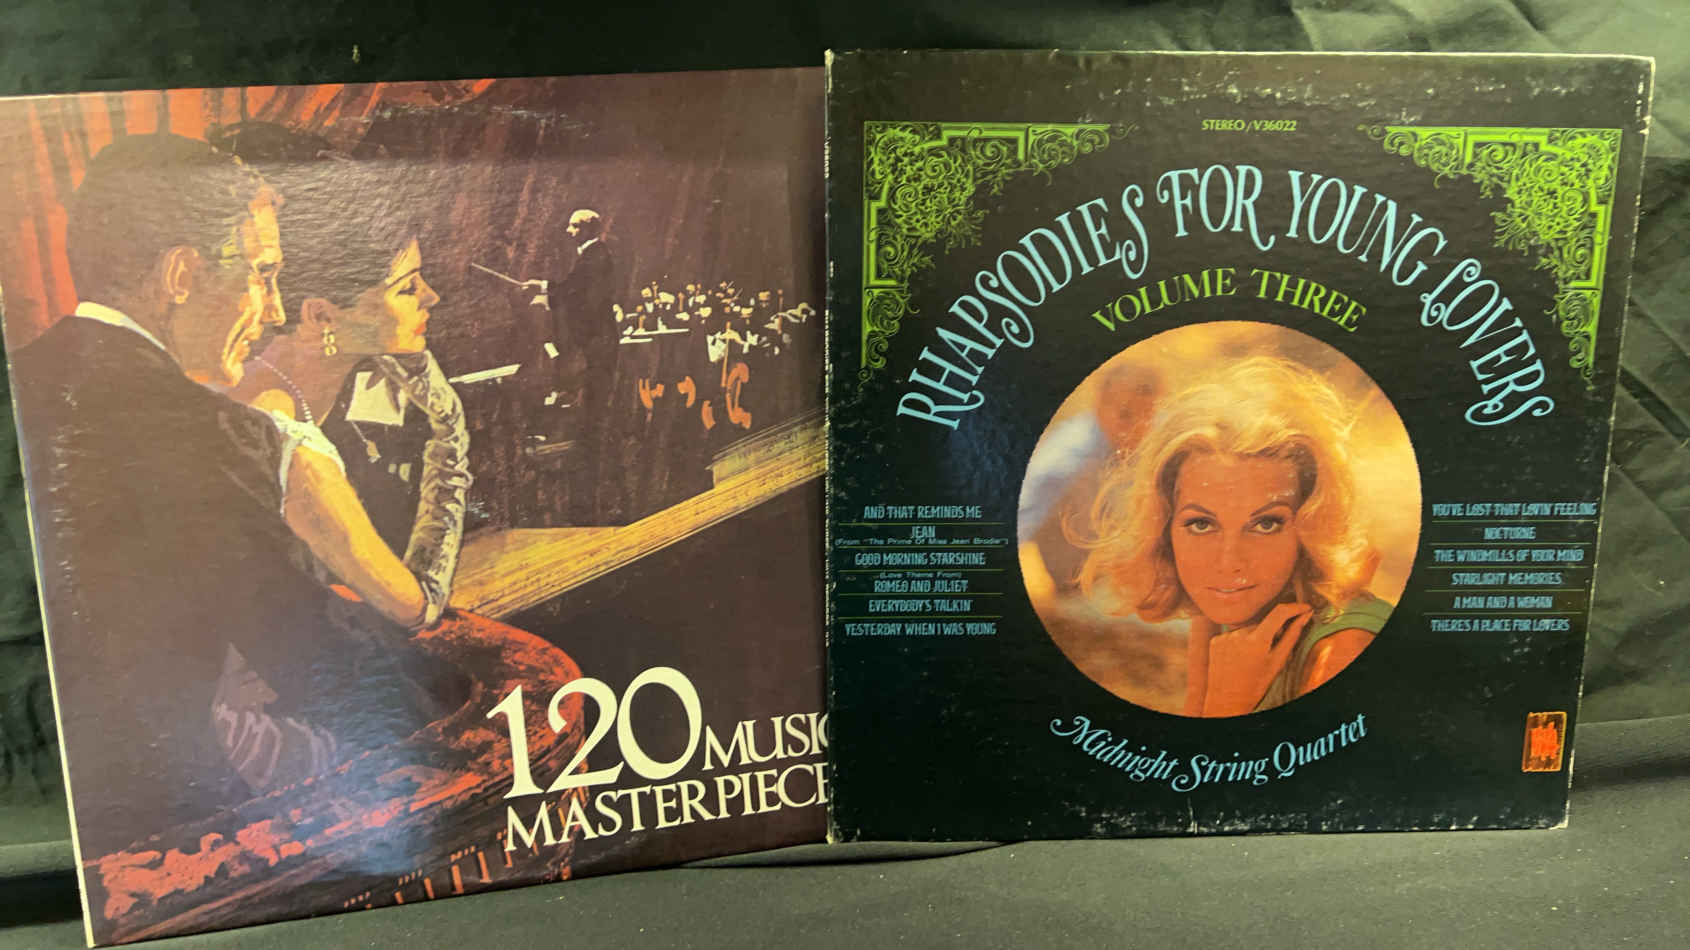 120 MUSIC
MASTERPIECE
STEREO/V36022
RHAPSODIES FOR YOUNG LOVERS
VOLUME THREE
AND THAT REMINDS ME
JEAN
(From "The Prime Of Miss Jean Brodie")
GOOD MORNING STARSHINE
(Love Theme From)
ROMEO AND JULIET
EVERYBODY'S TALKIN'
YESTERDAY WHEN I WAS YOUNG
YOU'VE LOST THAT LOVIN' FEELING
NOCTURNE
THE WINDMILLS OF YOUR MIND
STARLIGHT MEMORIES
A MAN AND A WOMAN
THERE'S A PLACE FOR LOVERS
Midnight String Quartet